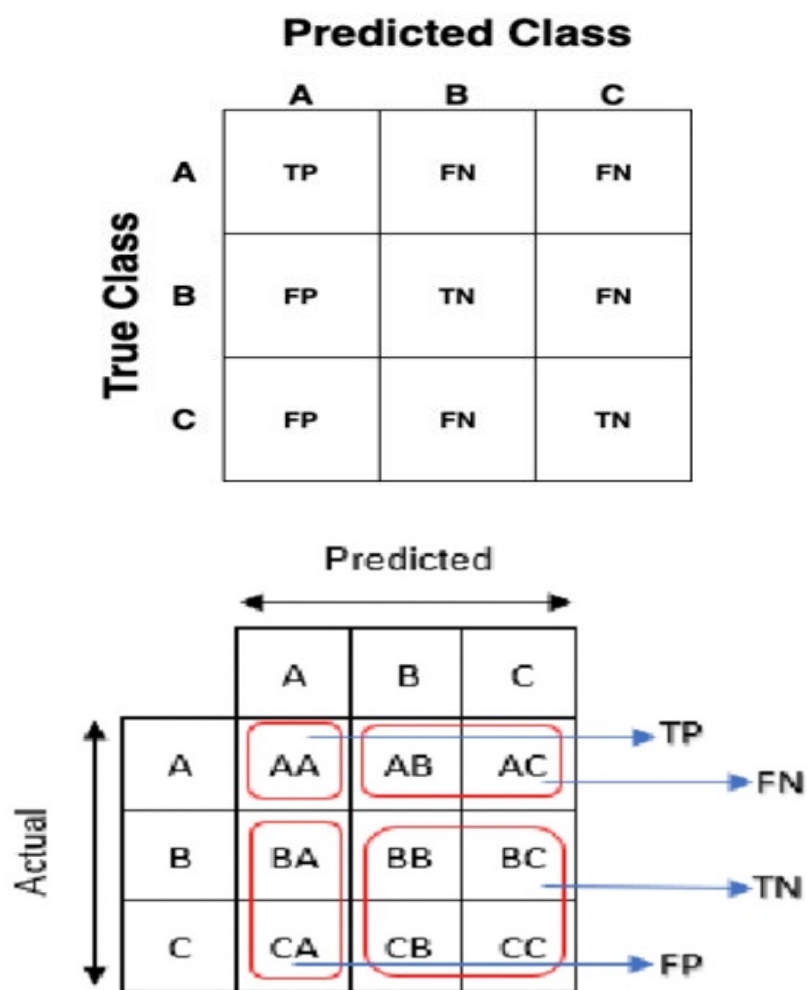 Predicted Class
A B C
A TP FN FN
True Class
B FP TN FN
C FP FN TN
Predicted
A B C
A AA AB AC
TP
FN
Actual
B BA BB BC
TN
C CA CB CC
FP